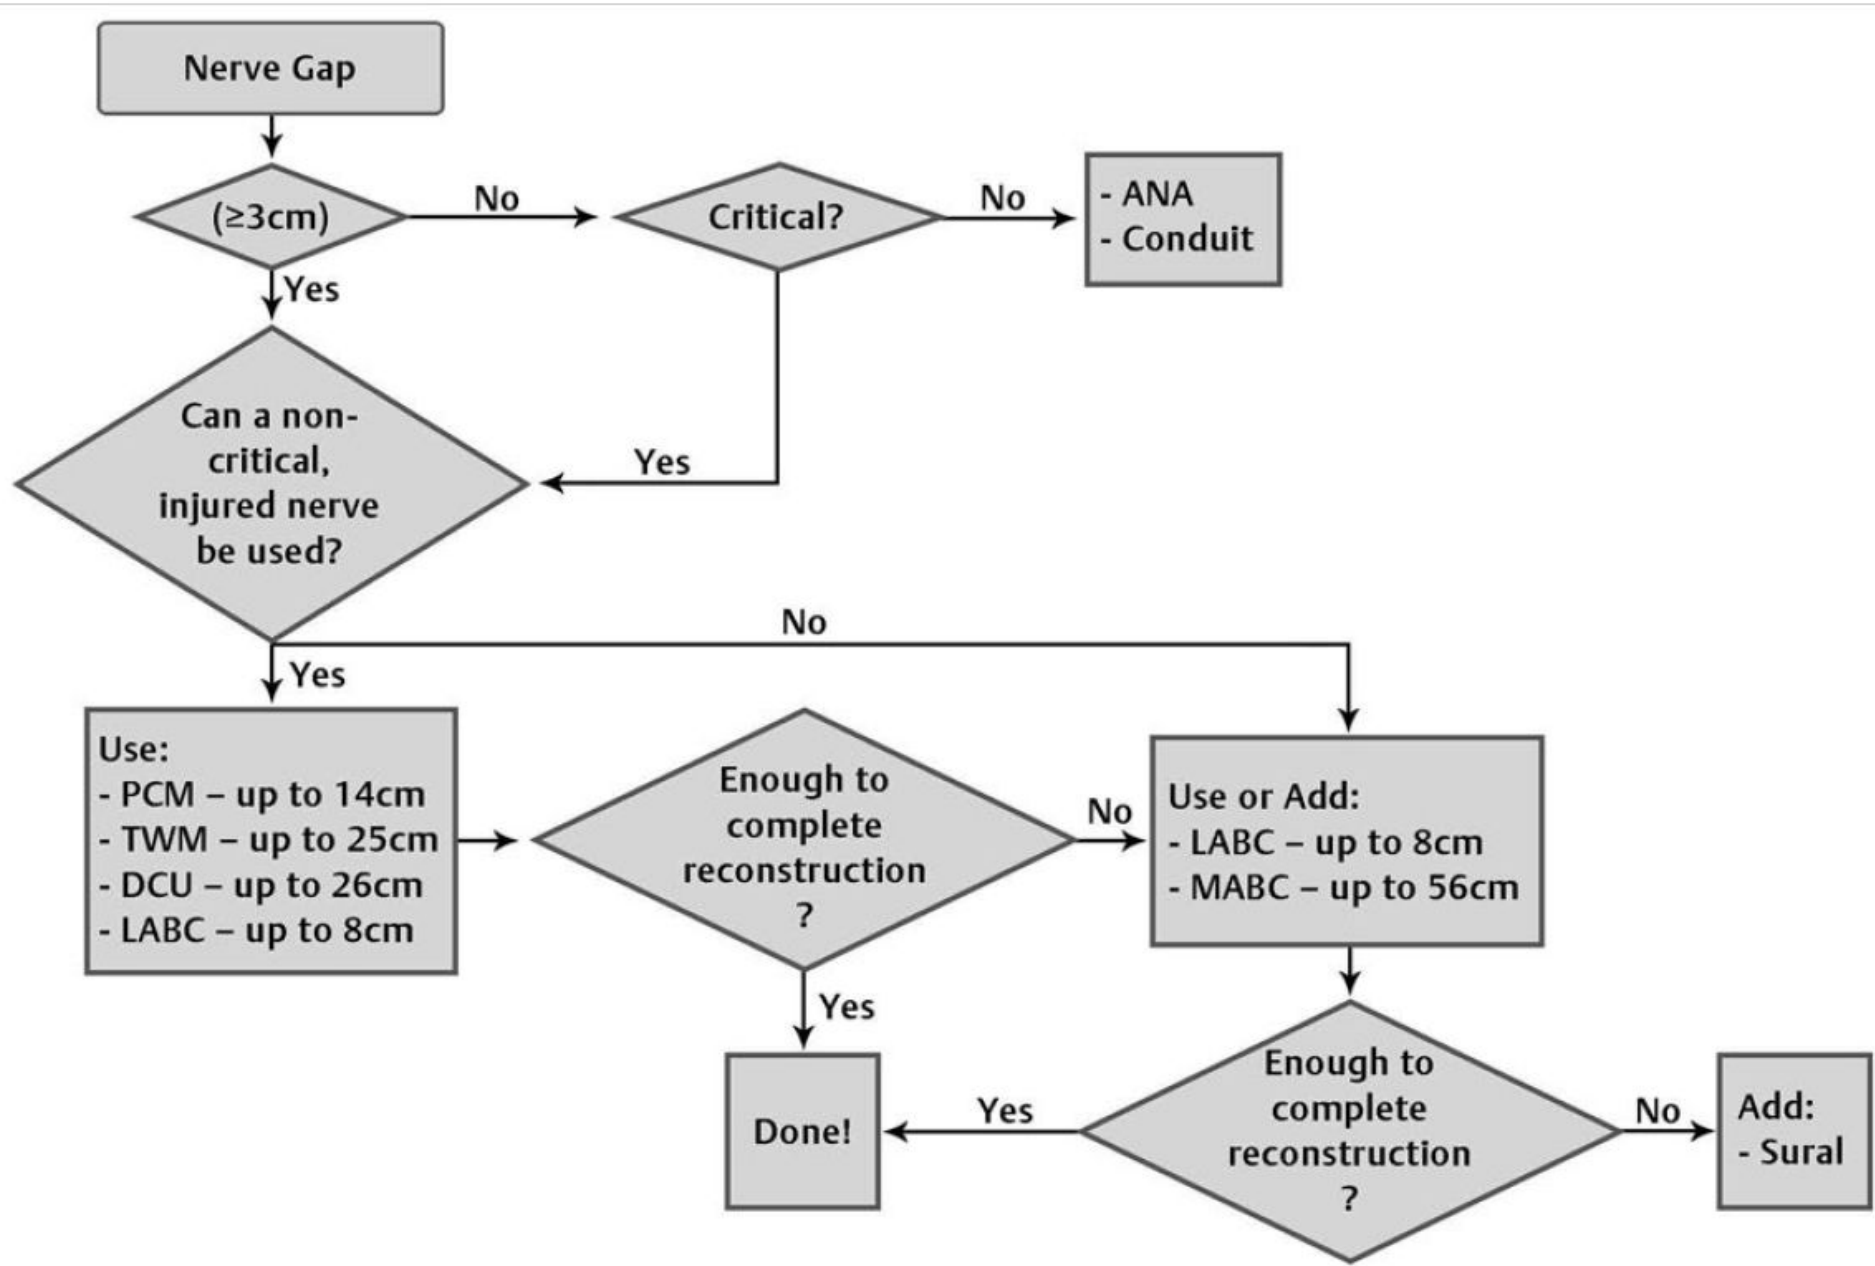 Nerve Gap
(≥3cm)
No
Critical?
No
- ANA
- Conduit
Yes
Can a non-
critical,
injured nerve
be used?
Yes
No
Yes
Use:
- PCM – up to 14cm
- TWM – up to 25cm
- DCU – up to 26cm
- LABC – up to 8cm
Enough to
complete
reconstruction
?
No
Use or Add:
- LABC – up to 8cm
- MABC – up to 56cm
Yes
Done!
Yes
Enough to
complete
reconstruction
?
No
Add:
- Sural